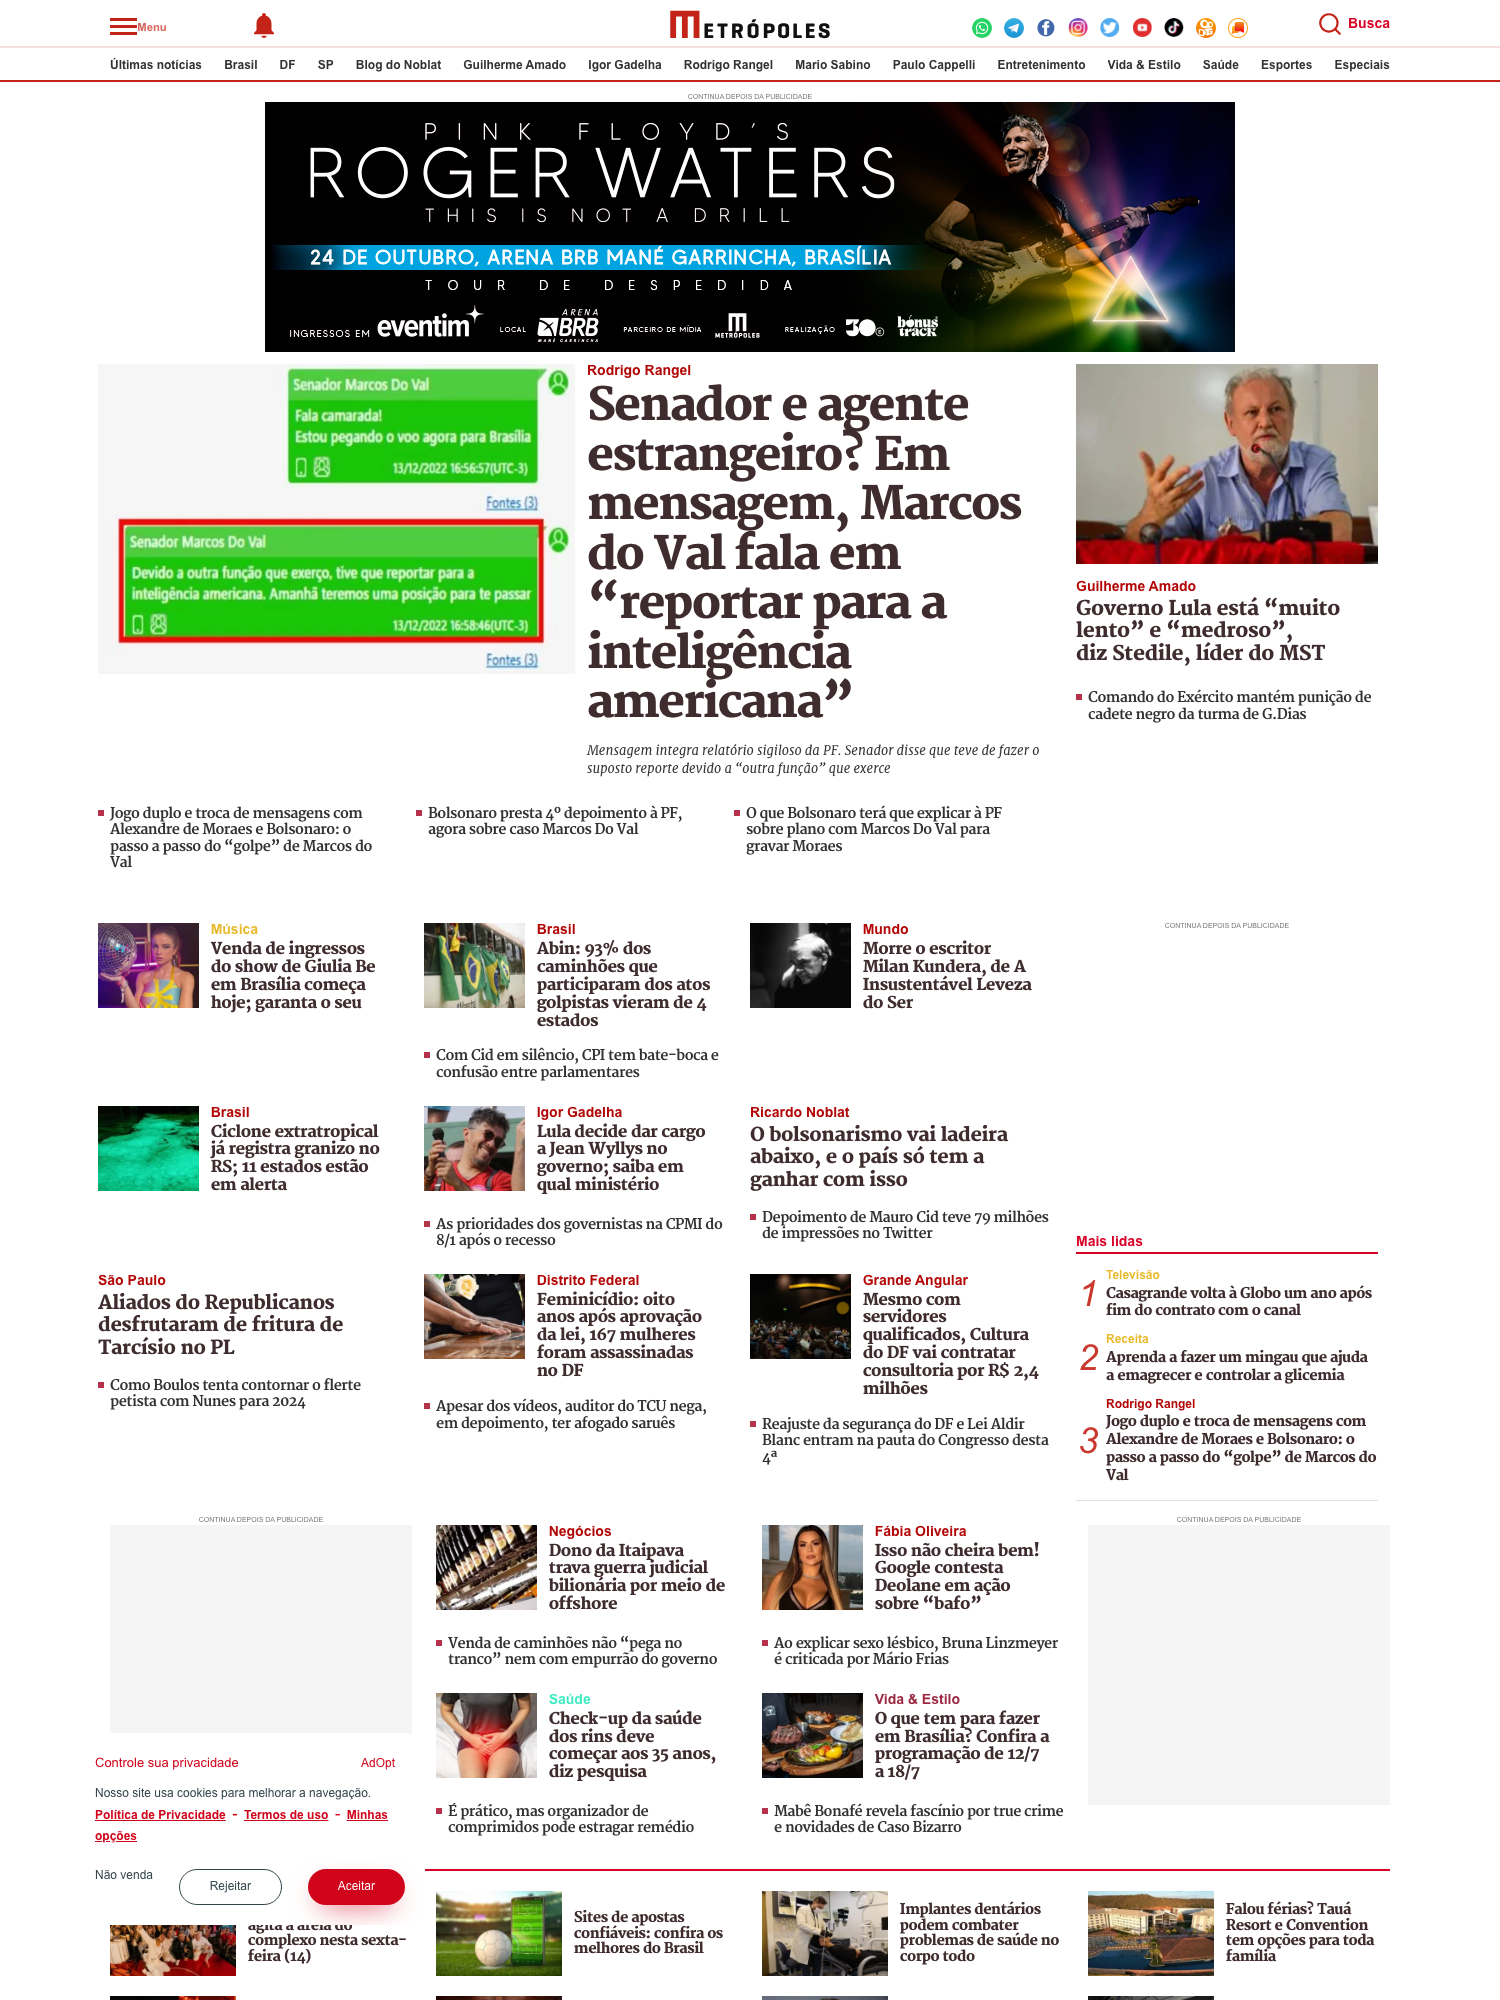 Menu
METRÓPOLES
Busca
Últimas notícias Brasil DF SP Blog do Noblat Guilherme Amado Igor Gadelha Rodrigo Rangel Mario Sabino Paulo Cappelli Entretenimento Vida & Estilo Saúde Esportes Especiais
CONTINUA DEPOIS DA PUBLICIDADE
PINK FLOYD'S
ROGER WATERS
THIS IS NOT A DRILL
24 DE OUTUBRO, ARENA BRB MANÉ GARRINCHA, BRASÍLIA
TOUR DE DESPEDIDA
INGRESSOS EM eventim LOCAL ARENA BRB MANÉ GARRINCHA PARCEIRO DE MÍDIA METRÓPOLES REALIZAÇÃO 30e bónus track
Senador Marcos Do Val
Fala camarada!
Estou pegando o voo agora para Brasília
13/12/2022 16:56:57(UTC-3)
Fontes (3)
Senador Marcos Do Val
Devido a outra função que exerço, tive que reportar para a
inteligência americana. Amanhã teremos uma posição para te passar
13/12/2022 16:58:46(UTC-3)
Fontes (3)
Rodrigo Rangel
Senador e agente
estrangeiro? Em
mensagem, Marcos
do Val fala em
“reportar para a
inteligência
americana”
Mensagem integra relatório sigiloso da PF. Senador disse que teve de fazer o
suposto reporte devido a “outra função” que exerce
Guilherme Amado
Governo Lula está “muito
lento” e “medroso”,
diz Stedile, líder do MST
Comando do Exército mantém punição de
cadete negro da turma de G.Dias
Jogo duplo e troca de mensagens com
Alexandre de Moraes e Bolsonaro: o
passo a passo do “golpe” de Marcos do
Val
Bolsonaro presta 4º depoimento à PF,
agora sobre caso Marcos Do Val
O que Bolsonaro terá que explicar à PF
sobre plano com Marcos Do Val para
gravar Moraes
Música
Venda de ingressos
do show de Giulia Be
em Brasília começa
hoje; garanta o seu
Brasil
Abin: 93% dos
caminhões que
participaram dos atos
golpistas vieram de 4
estados
Com Cid em silêncio, CPI tem bate-boca e
confusão entre parlamentares
Mundo
Morre o escritor
Milan Kundera, de A
Insustentável Leveza
do Ser
CONTINUA DEPOIS DA PUBLICIDADE
Brasil
Ciclone extratropical
já registra granizo no
RS; 11 estados estão
em alerta
Igor Gadelha
Lula decide dar cargo
a Jean Wyllys no
governo; saiba em
qual ministério
As prioridades dos governistas na CPMI do
8/1 após o recesso
Ricardo Noblat
O bolsonarismo vai ladeira
abaixo, e o país só tem a
ganhar com isso
Depoimento de Mauro Cid teve 79 milhões
de impressões no Twitter
São Paulo
Aliados do Republicanos
desfrutaram de fritura de
Tarcísio no PL
Como Boulos tenta contornar o flerte
petista com Nunes para 2024
Distrito Federal
Feminicídio: oito
anos após aprovação
da lei, 167 mulheres
foram assassinadas
no DF
Apesar dos vídeos, auditor do TCU nega,
em depoimento, ter afogado saruês
Grande Angular
Mesmo com
servidores
qualificados, Cultura
do DF vai contratar
consultoria por R$ 2,4
milhões
Reajuste da segurança do DF e Lei Aldir
Blanc entram na pauta do Congresso desta
4ª
Mais lidas
1
Televisão
Casagrande volta à Globo um ano após
fim do contrato com o canal
2
Receita
Aprenda a fazer um mingau que ajuda
a emagrecer e controlar a glicemia
3
Rodrigo Rangel
Jogo duplo e troca de mensagens com
Alexandre de Moraes e Bolsonaro: o
passo a passo do “golpe” de Marcos do
Val
CONTINUA DEPOIS DA PUBLICIDADE
Negócios
Dono da Itaipava
trava guerra judicial
bilionária por meio de
offshore
Venda de caminhões não “pega no
tranco” nem com empurrão do governo
Fábia Oliveira
Isso não cheira bem!
Google contesta
Deolane em ação
sobre “bafo”
Ao explicar sexo lésbico, Bruna Linzmeyer
é criticada por Mário Frias
CONTINUA DEPOIS DA PUBLICIDADE
Saúde
Check-up da saúde
dos rins deve
começar aos 35 anos,
diz pesquisa
É prático, mas organizador de
comprimidos pode estragar remédio
Vida & Estilo
O que tem para fazer
em Brasília? Confira a
programação de 12/7
a 18/7
Mabê Bonafé revela fascínio por true crime
e novidades de Caso Bizarro
Controle sua privacidade AdOpt
Nosso site usa cookies para melhorar a navegação.
Política de Privacidade - Termos de uso - Minhas
opções
Não venda Rejeitar Aceitar
agita a areia do
complexo nesta sexta-
feira (14)
Sites de apostas
confiáveis: confira os
melhores do Brasil
Implantes dentários
podem combater
problemas de saúde no
corpo todo
Falou férias? Tauá
Resort e Convention
tem opções para toda
família